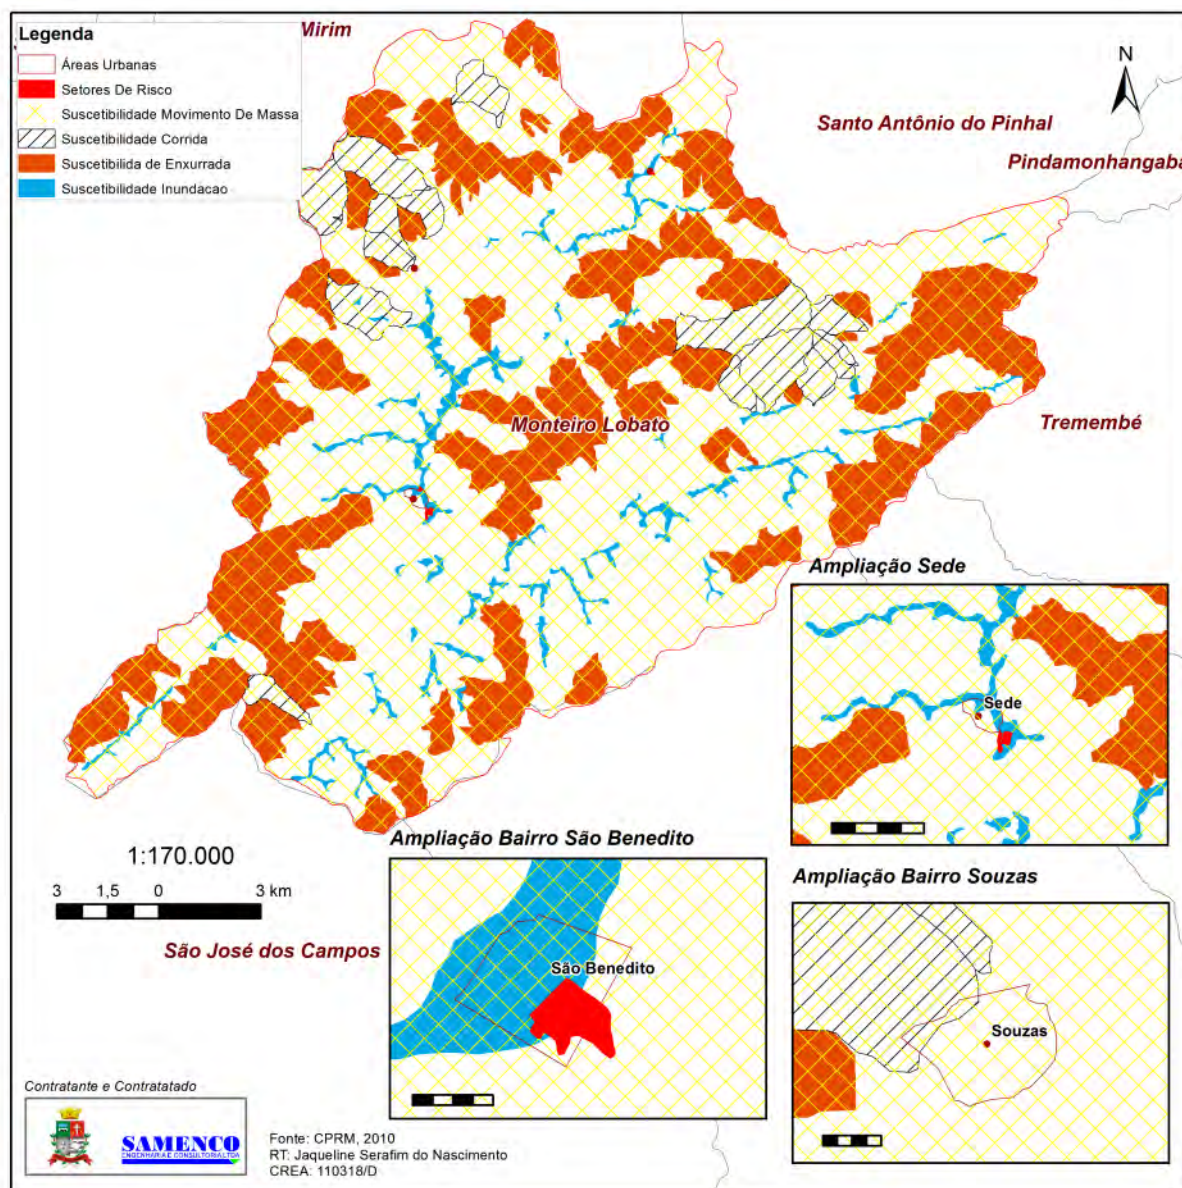 Legenda
Áreas Urbanas
Setores De Risco
Suscetibilidade Movimento De Massa
Suscetibilidade Corrida
Suscetibilida de Enxurrada
Suscetibilidade Inundacao
Mirim
N
Santo Antônio do Pinhal
Pindamonhangaba
Monteiro Lobato
Tremembé
Ampliação Sede
Sede
1:170.000
3 1,5 0 3 km
São José dos Campos
Ampliação Bairro São Benedito
São Benedito
Ampliação Bairro Souzas
Souzas
Contratante e Contratatado
SAMENCO
ENGENHARIA E CONSULTORIA LTDA
Fonte: CPRM, 2010
RT: Jaqueline Serafim do Nascimento
CREA: 110318/D